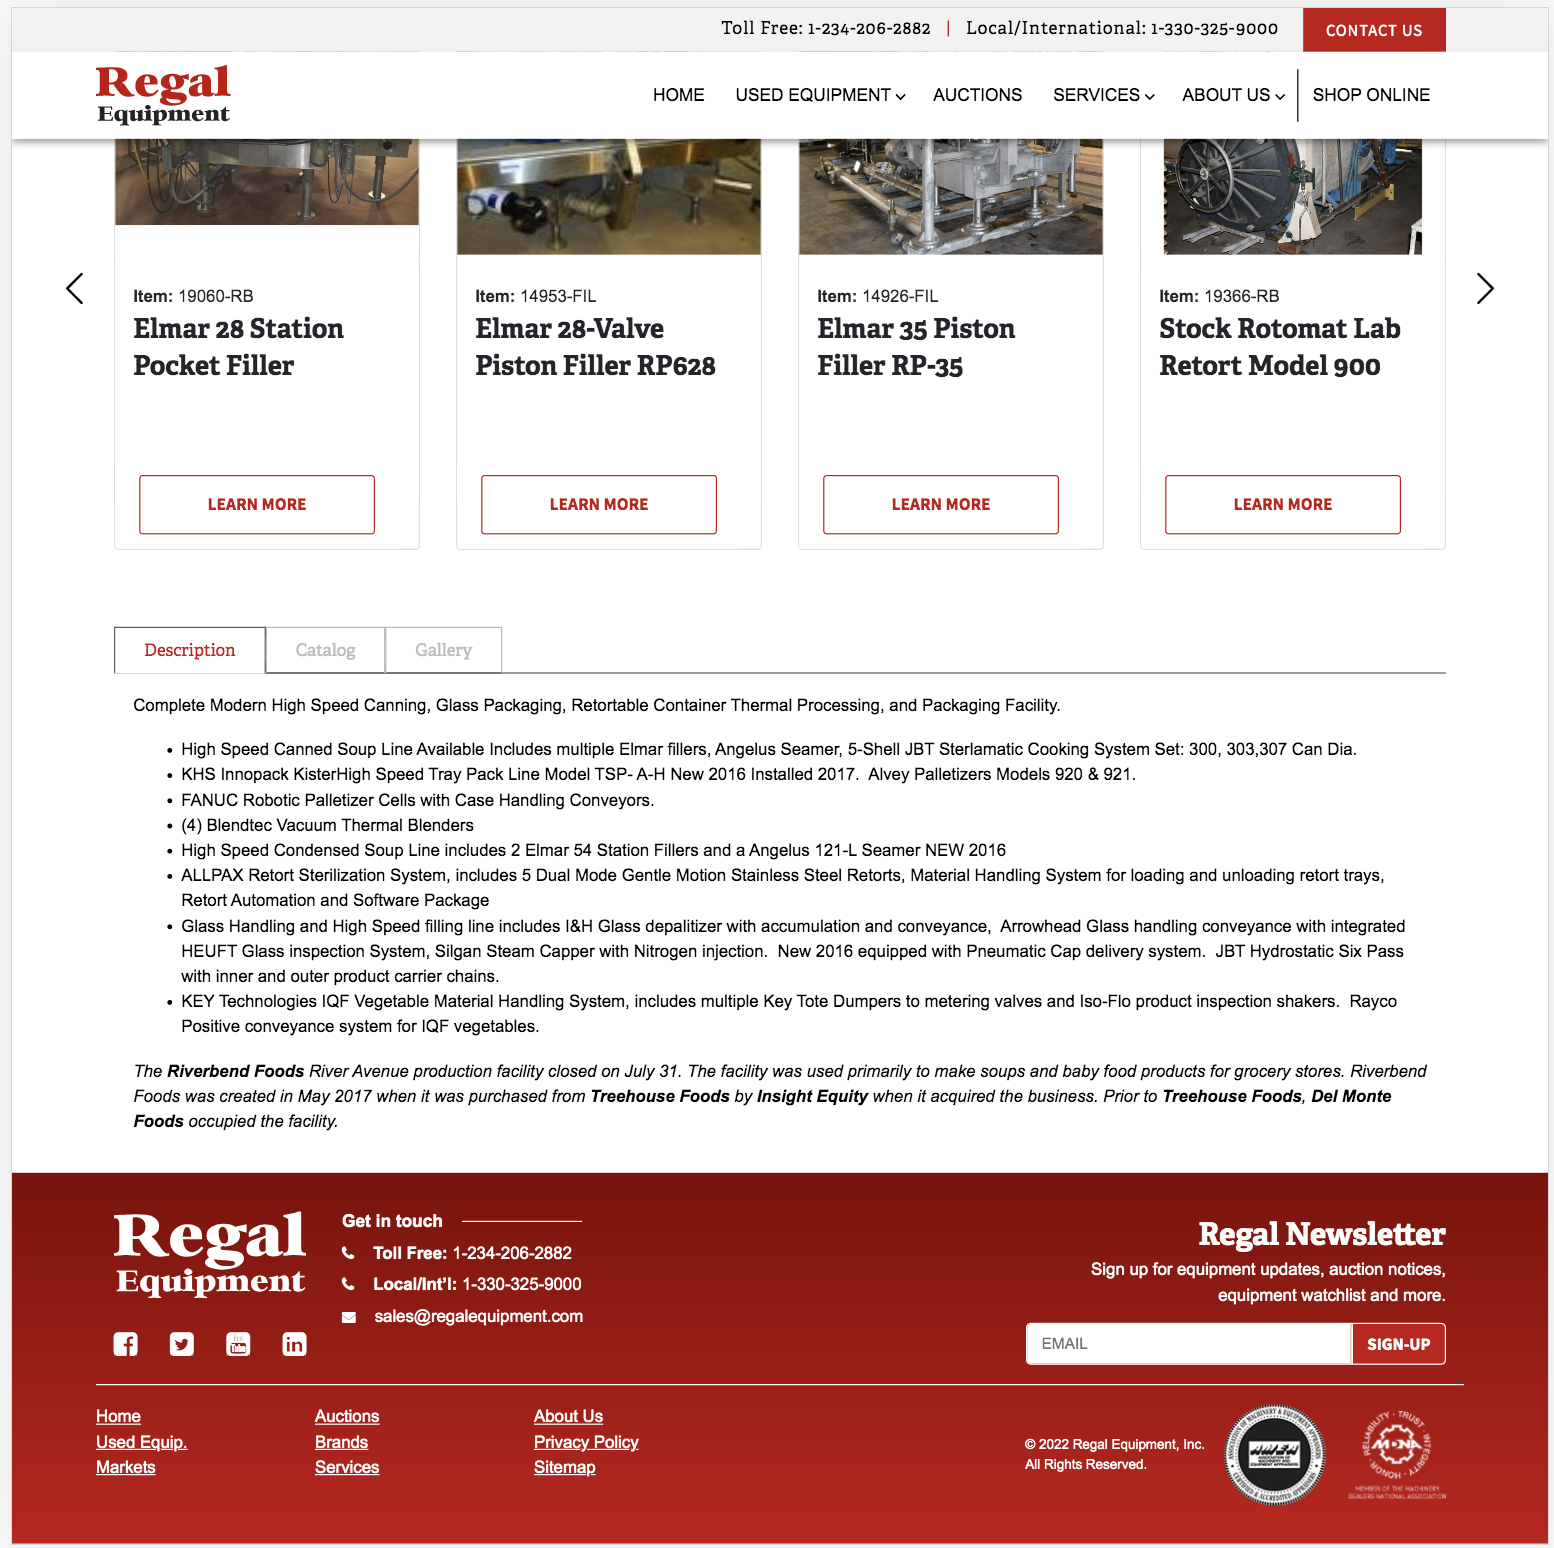 Toll Free: 1-234-206-2882 | Local/International: 1-330-325-9000
CONTACT US
Regal
Equipment
HOME
USED EQUIPMENT
AUCTIONS
SERVICES
ABOUT US
SHOP ONLINE
Item: 19060-RB
Elmar 28 Station
Pocket Filler
LEARN MORE
Item: 14953-FIL
Elmar 28-Valve
Piston Filler RP628
LEARN MORE
Item: 14926-FIL
Elmar 35 Piston
Filler RP-35
LEARN MORE
Item: 19366-RB
Stock Rotomat Lab
Retort Model 900
LEARN MORE
Description
Catalog
Gallery
Complete Modern High Speed Canning, Glass Packaging, Retortable Container Thermal Processing, and Packaging Facility.
• High Speed Canned Soup Line Available Includes multiple Elmar fillers, Angelus Seamer, 5-Shell JBT Sterlamatic Cooking System Set: 300, 303,307 Can Dia.
• KHS Innopack KisterHigh Speed Tray Pack Line Model TSP- A-H New 2016 Installed 2017.  Alvey Palletizers Models 920 & 921.
• FANUC Robotic Palletizer Cells with Case Handling Conveyors.
• (4) Blendtec Vacuum Thermal Blenders
• High Speed Condensed Soup Line includes 2 Elmar 54 Station Fillers and a Angelus 121-L Seamer NEW 2016
• ALLPAX Retort Sterilization System, includes 5 Dual Mode Gentle Motion Stainless Steel Retorts, Material Handling System for loading and unloading retort trays,
Retort Automation and Software Package
• Glass Handling and High Speed filling line includes I&H Glass depalitizer with accumulation and conveyance,  Arrowhead Glass handling conveyance with integrated
HEUFT Glass inspection System, Silgan Steam Capper with Nitrogen injection.  New 2016 equipped with Pneumatic Cap delivery system.  JBT Hydrostatic Six Pass
with inner and outer product carrier chains.
• KEY Technologies IQF Vegetable Material Handling System, includes multiple Key Tote Dumpers to metering valves and Iso-Flo product inspection shakers.  Rayco
Positive conveyance system for IQF vegetables.
The Riverbend Foods River Avenue production facility closed on July 31. The facility was used primarily to make soups and baby food products for grocery stores. Riverbend
Foods was created in May 2017 when it was purchased from Treehouse Foods by Insight Equity when it acquired the business. Prior to Treehouse Foods, Del Monte
Foods occupied the facility.
Regal
Equipment
Get in touch
Toll Free: 1-234-206-2882
Local/Int'l: 1-330-325-9000
sales@regalequipment.com
Regal Newsletter
Sign up for equipment updates, auction notices,
equipment watchlist and more.
EMAIL
SIGN-UP
Home
Used Equip.
Markets
Auctions
Brands
Services
About Us
Privacy Policy
Sitemap
© 2022 Regal Equipment, Inc.
All Rights Reserved.
RELIABILITY · TRUST · INTEGRITY · HONOR
MDNA
MEMBER OF THE MACHINERY
DEALERS NATIONAL ASSOCIATION